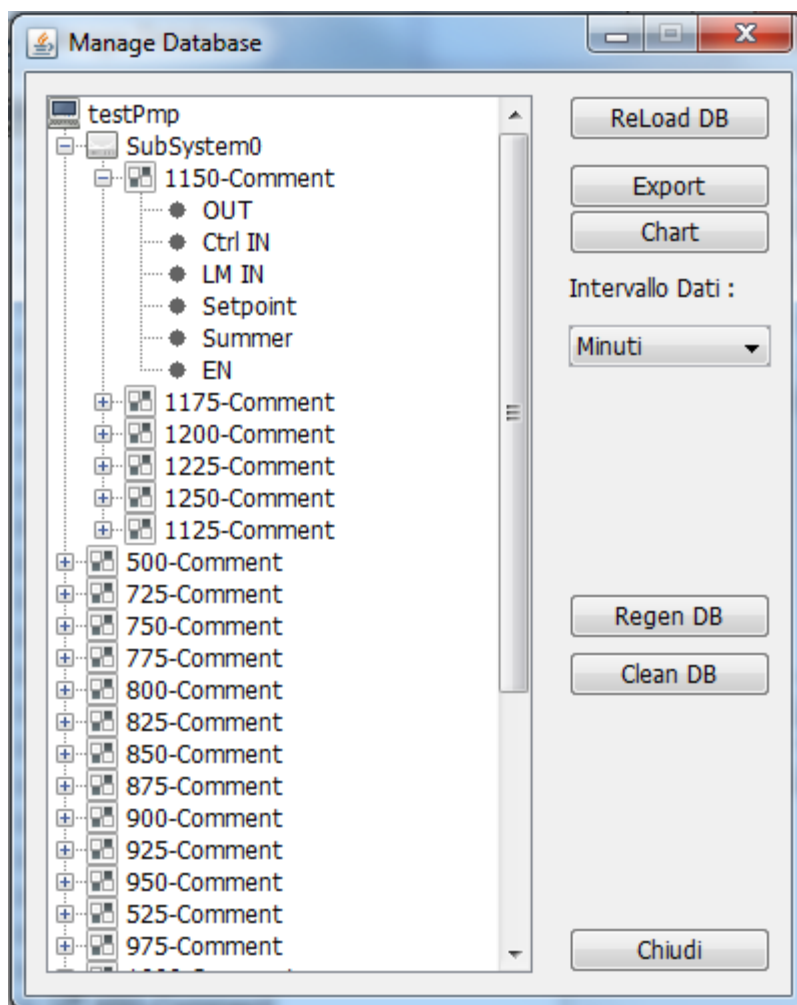 Manage Database
testPmp
SubSystem0
1150-Comment
OUT
Ctrl IN
LM IN
Setpoint
Summer
EN
1175-Comment
1200-Comment
1225-Comment
1250-Comment
1125-Comment
500-Comment
725-Comment
750-Comment
775-Comment
800-Comment
825-Comment
850-Comment
875-Comment
900-Comment
925-Comment
950-Comment
525-Comment
975-Comment
ReLoad DB
Export
Chart
Intervallo Dati :
Minuti
Regen DB
Clean DB
Chiudi